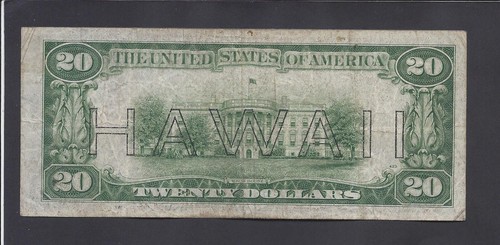 20 THE UNITED STATES OF AMERICA 20
HAWAII
20 TWENTY DOLLARS 20